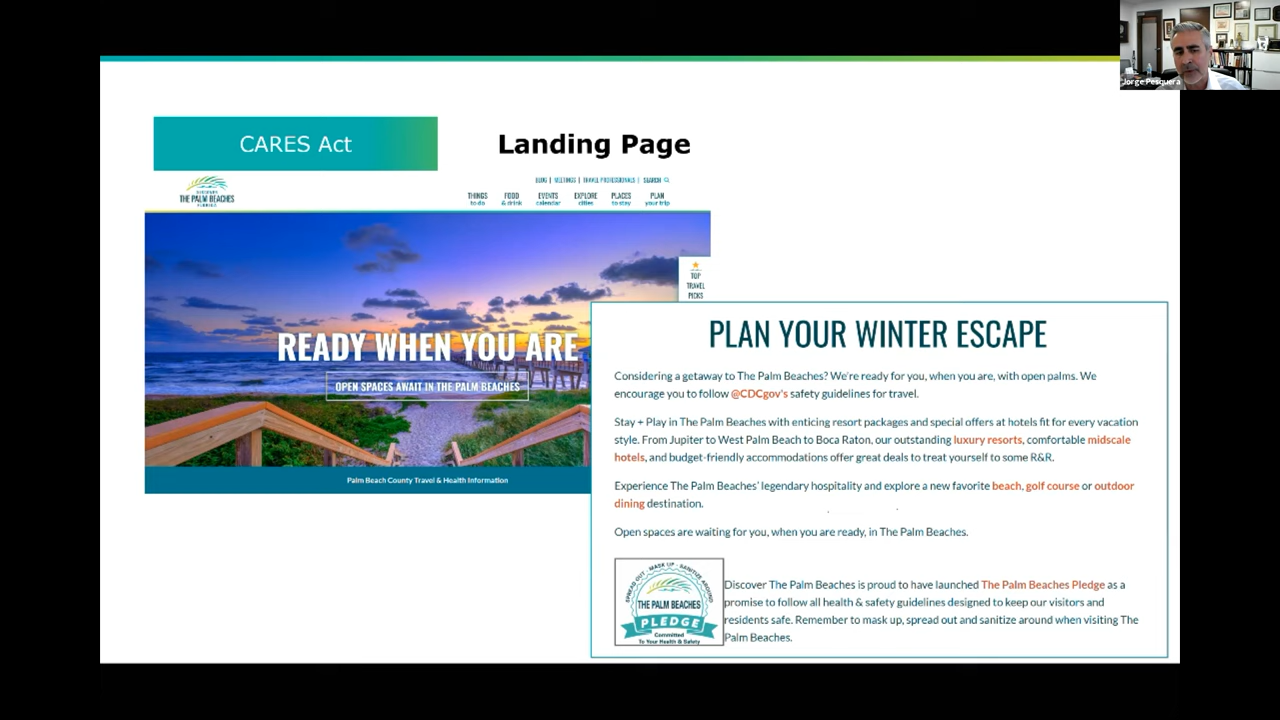 Jorge Pesquera
CARES Act
Landing Page
DISCOVER
THE PALM BEACHES
FLORIDA
BLOG | MEETINGS | TRAVEL PROFESSIONALS | SEARCH
THINGS to do
FOOD & drink
EVENTS calendar
EXPLORE cities
PLACES to stay
PLAN your trip
TOP
TRAVEL
PICKS
READY WHEN YOU ARE
OPEN SPACES AWAIT IN THE PALM BEACHES
Palm Beach County Travel & Health Information
PLAN YOUR WINTER ESCAPE
Considering a getaway to The Palm Beaches? We're ready for you, when you are, with open palms. We
encourage you to follow @CDCgov's safety guidelines for travel.
Stay + Play in The Palm Beaches with enticing resort packages and special offers at hotels fit for every vacation
style. From Jupiter to West Palm Beach to Boca Raton, our outstanding luxury resorts, comfortable midscale
hotels, and budget-friendly accommodations offer great deals to treat yourself to some R&R.
Experience The Palm Beaches' legendary hospitality and explore a new favorite beach, golf course or outdoor
dining destination.
Open spaces are waiting for you, when you are ready, in The Palm Beaches.
SPREAD OUT - MASK UP - SANITIZE AROUND
THE PALM BEACHES
PLEDGE
Committed
To Your Health & Safety
Discover The Palm Beaches is proud to have launched The Palm Beaches Pledge as a
promise to follow all health & safety guidelines designed to keep our visitors and
residents safe. Remember to mask up, spread out and sanitize around when visiting The
Palm Beaches.